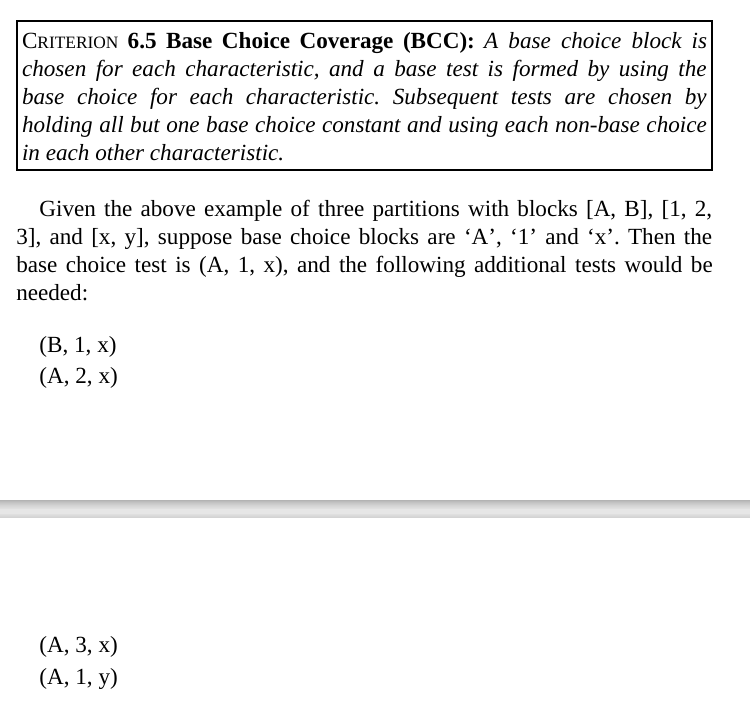 CRITERION 6.5 Base Choice Coverage (BCC): A base choice block is
chosen for each characteristic, and a base test is formed by using the
base choice for each characteristic. Subsequent tests are chosen by
holding all but one base choice constant and using each non-base choice
in each other characteristic.
Given the above example of three partitions with blocks [A, B], [1, 2,
3], and [x, y], suppose base choice blocks are ‘A’, ‘1’ and ‘x’. Then the
base choice test is (A, 1, x), and the following additional tests would be
needed:
(B, 1, x)
(A, 2, x)
(A, 3, x)
(A, 1, y)